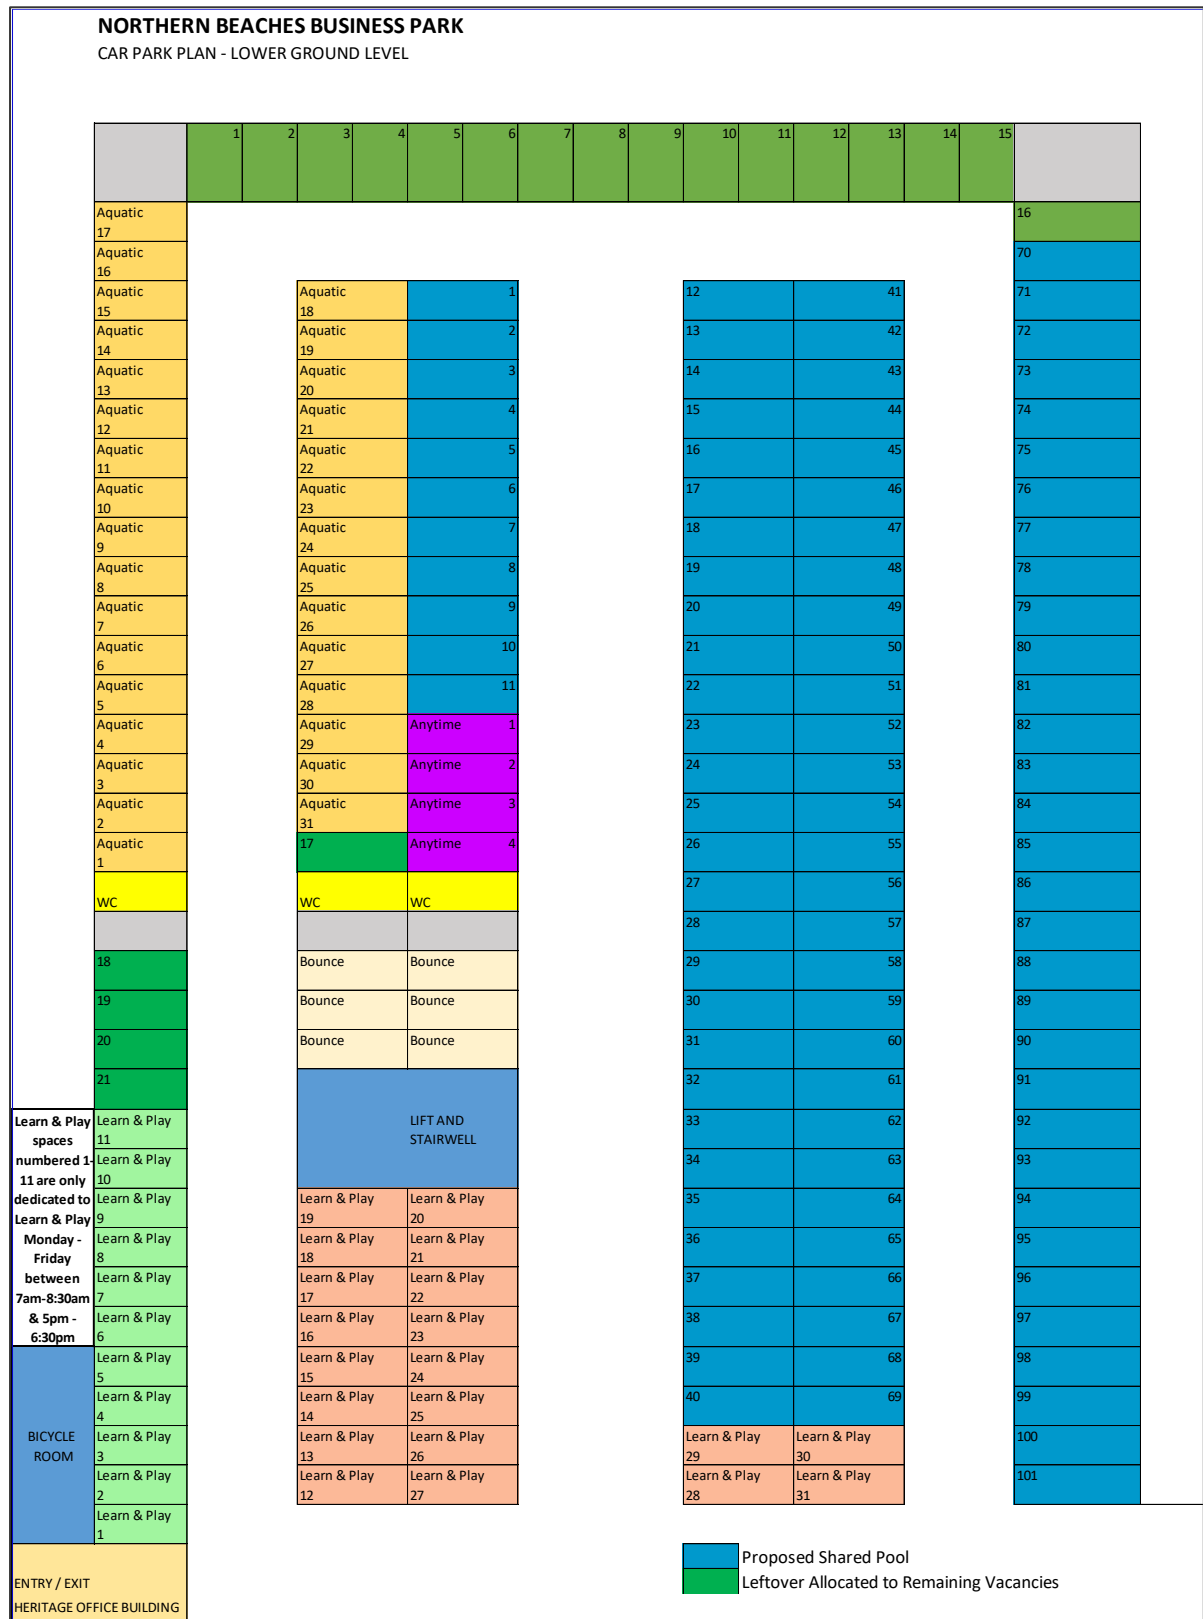 NORTHERN BEACHES BUSINESS PARK
CAR PARK PLAN - LOWER GROUND LEVEL
1 2 3 4 5 6 7 8 9 10 11 12 13 14 15
Aquatic 16
17
Aquatic 70
16
Aquatic Aquatic 1 12 41 71
15 18
Aquatic Aquatic 2 13 42 72
14 19
Aquatic Aquatic 3 14 43 73
13 20
Aquatic Aquatic 4 15 44 74
12 21
Aquatic Aquatic 5 16 45 75
11 22
Aquatic Aquatic 6 17 46 76
10 23
Aquatic Aquatic 7 18 47 77
9 24
Aquatic Aquatic 8 19 48 78
8 25
Aquatic Aquatic 9 20 49 79
7 26
Aquatic Aquatic 10 21 50 80
6 27
Aquatic Aquatic 11 22 51 81
5 28
Aquatic Aquatic Anytime 1 23 52 82
4 29
Aquatic Aquatic Anytime 2 24 53 83
3 30
Aquatic Aquatic Anytime 3 25 54 84
2 31
Aquatic 17 Anytime 4 26 55 85
1
27 56 86
WC WC WC
28 57 87
18 Bounce Bounce 29 58 88
19 Bounce Bounce 30 59 89
20 Bounce Bounce 31 60 90
21 32 61 91
Learn & Play Learn & Play LIFT AND 33 62 92
spaces 11 STAIRWELL
numbered 1- Learn & Play 34 63 93
11 are only 10
dedicated to Learn & Play Learn & Play Learn & Play 35 64 94
Learn & Play 9 19 20
Monday - Learn & Play Learn & Play Learn & Play 36 65 95
Friday 8 18 21
between Learn & Play Learn & Play Learn & Play 37 66 96
7am-8:30am 7 17 22
& 5pm - Learn & Play Learn & Play Learn & Play 38 67 97
6:30pm 6 16 23
Learn & Play Learn & Play Learn & Play 39 68 98
5 15 24
Learn & Play Learn & Play Learn & Play 40 69 99
4 14 25
BICYCLE Learn & Play Learn & Play Learn & Play Learn & Play Learn & Play 100
ROOM 3 13 26 29 30
Learn & Play Learn & Play Learn & Play Learn & Play Learn & Play 101
2 12 27 28 31
Learn & Play
1
Proposed Shared Pool
ENTRY / EXIT Leftover Allocated to Remaining Vacancies
HERITAGE OFFICE BUILDING